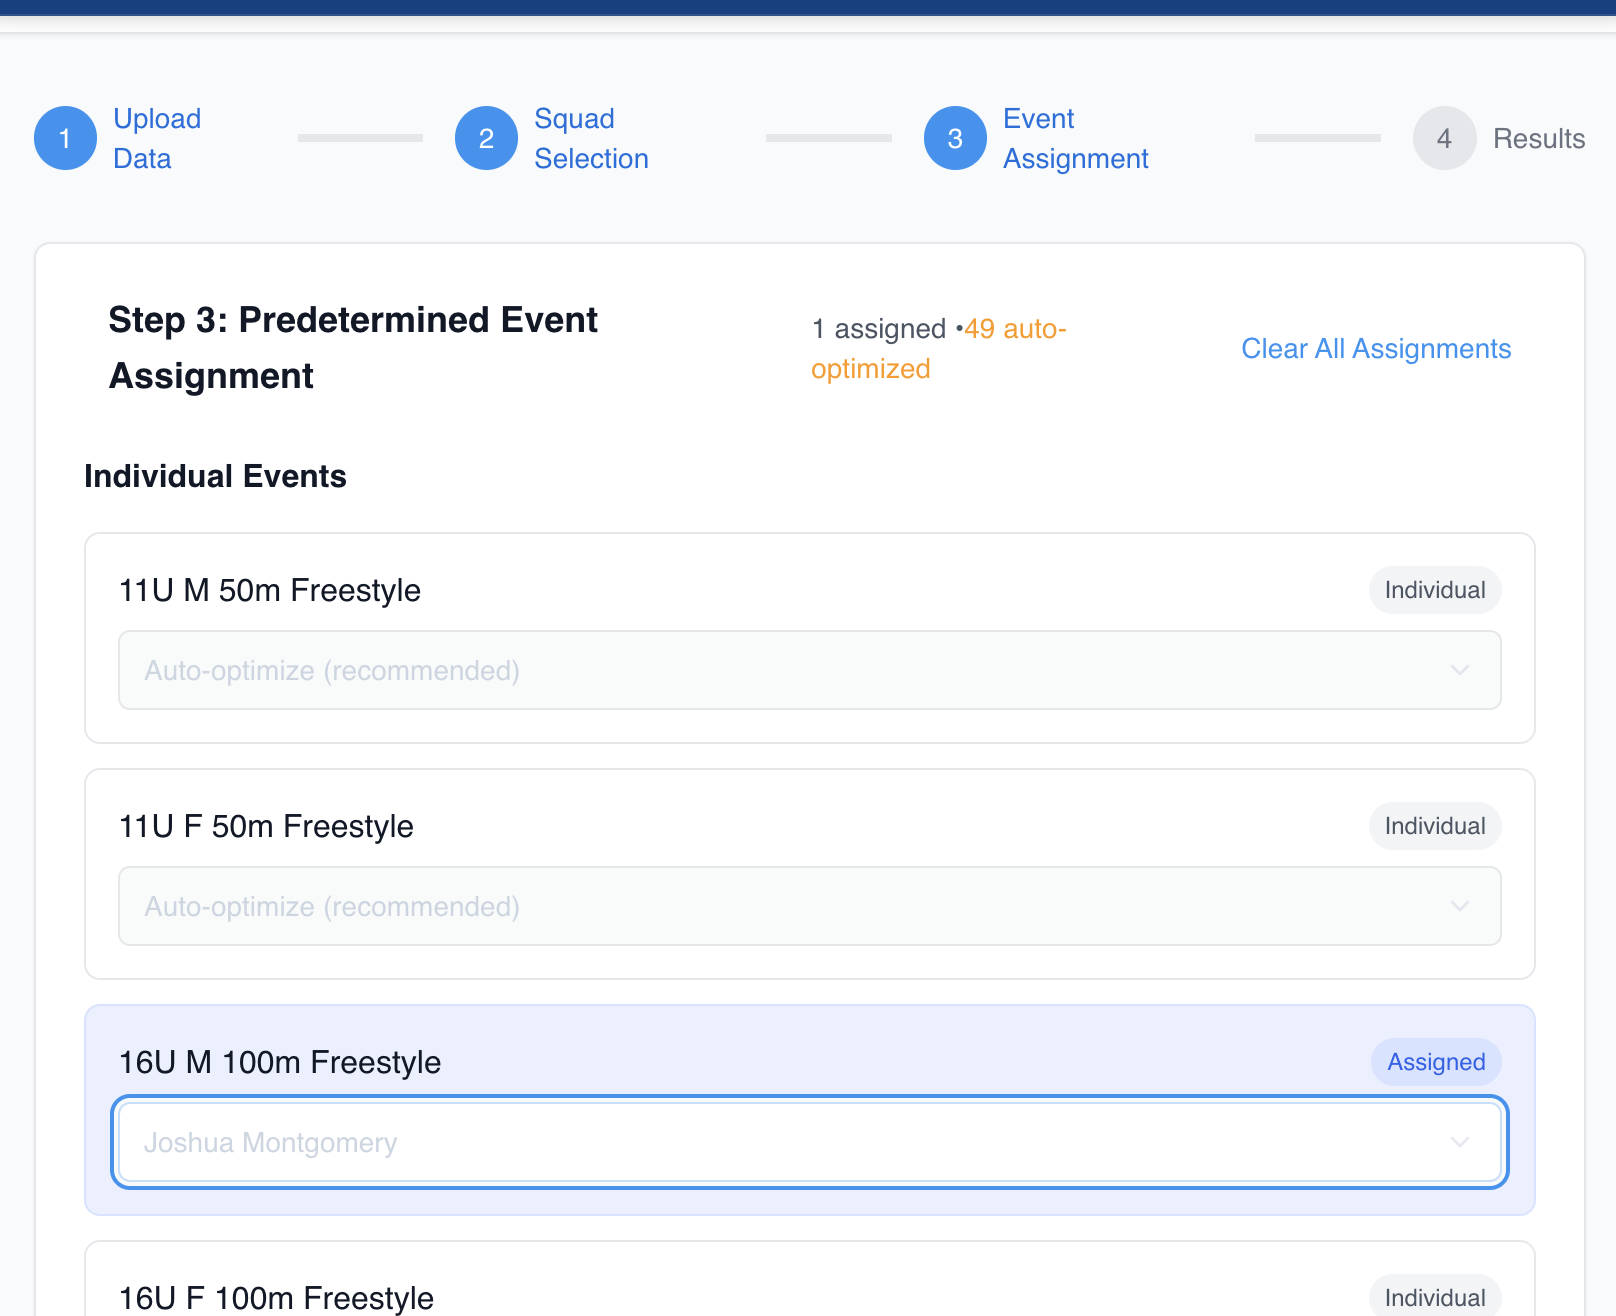 1
Upload
Data
2
Squad
Selection
3
Event
Assignment
4
Results
Step 3: Predetermined Event
Assignment
1 assigned •49 auto-
optimized
Clear All Assignments
Individual Events
11U M 50m Freestyle
Individual
Auto-optimize (recommended)
11U F 50m Freestyle
Individual
Auto-optimize (recommended)
16U M 100m Freestyle
Assigned
Joshua Montgomery
16U F 100m Freestyle
Individual